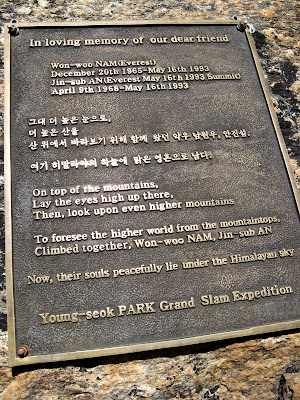 In loving memory of our dear friend
Won-woo NAM(Everest)
December 20th 1965-May 16th 1993
Jin-sub AN(Everest May 16th 1993 Summit)
April 9th 1968-May 16th 1993
그대 더 높은 눈으로,
더 높은 산을
산 위에서 바라보기 위해 함께 왔던 악우 남원우, 안진섭.
여기 히말라야의 하늘에 맑은 영혼으로 남다.
On top of the mountains,
Lay the eyes high up there,
Then, look upon even higher mountains
To foresee the higher world from the mountaintops,
Climbed together, Won-woo NAM, Jin-sub AN
Now, their souls peacefully lie under the Himalayan sky
Young-seok PARK Grand Slam Expedition